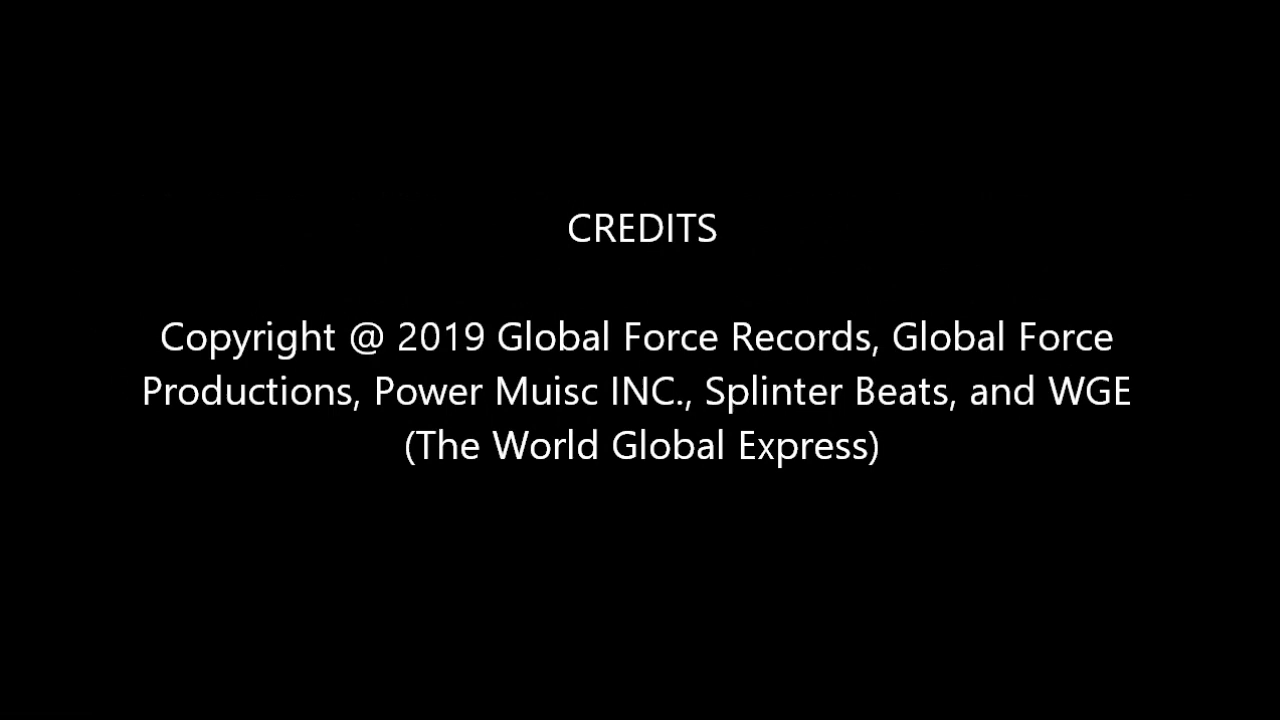 CREDITS
Copyright @ 2019 Global Force Records, Global Force
Productions, Power Muisc INC., Splinter Beats, and WGE
(The World Global Express)